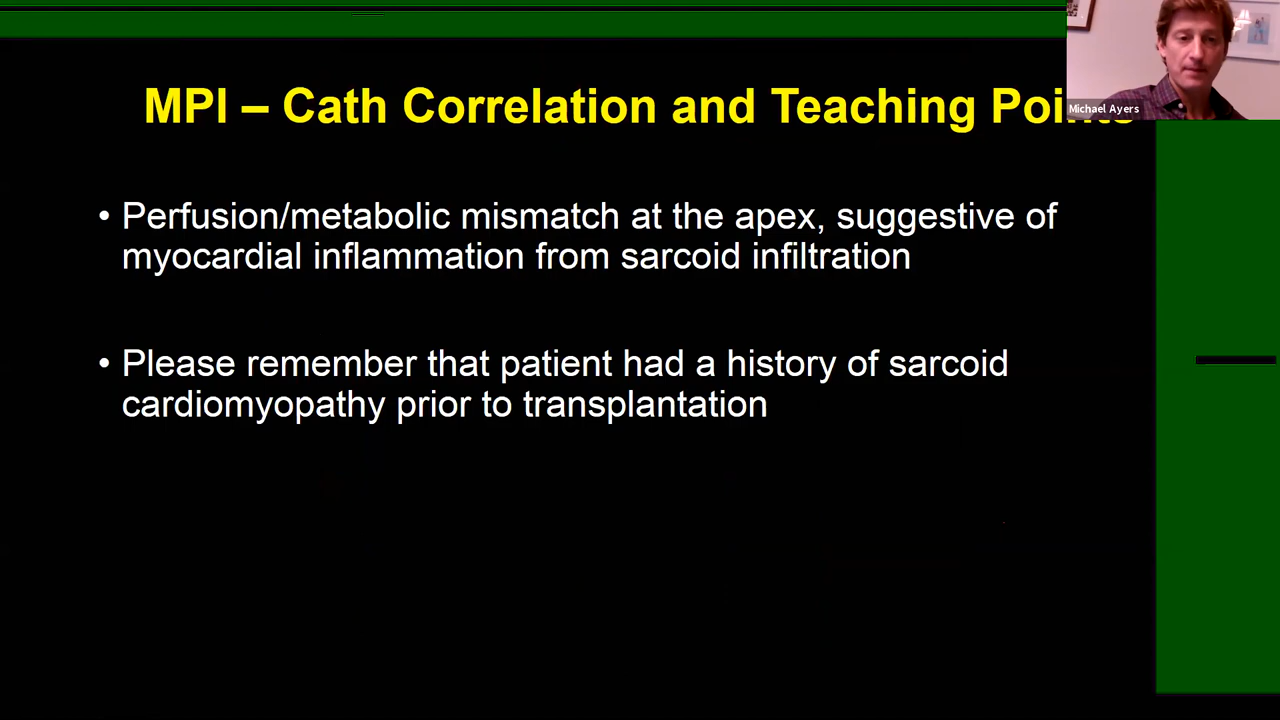 MPI – Cath Correlation and Teaching Points
Michael Ayers
• Perfusion/metabolic mismatch at the apex, suggestive of
myocardial inflammation from sarcoid infiltration
• Please remember that patient had a history of sarcoid
cardiomyopathy prior to transplantation